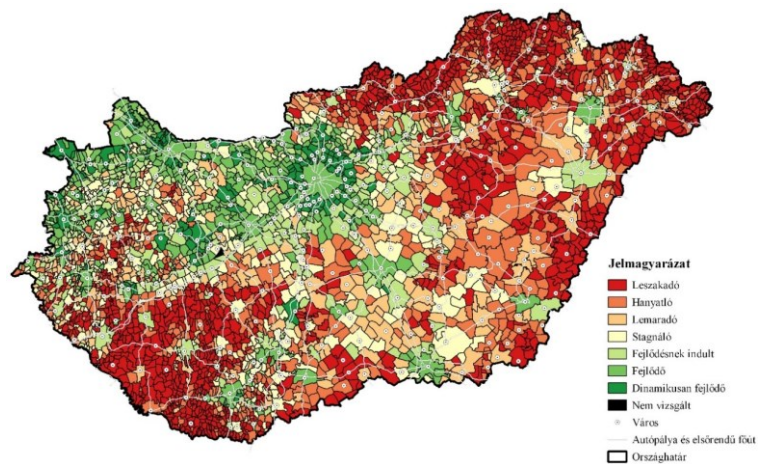 Jelmagyarázat
Leszakadó
Hanyatló
Lemaradó
Stagnáló
Fejlődésnek indult
Fejlődő
Dinamikusan fejlődő
Nem vizsgált
Város
Autópálya és elsőrendű főút
Országhatár